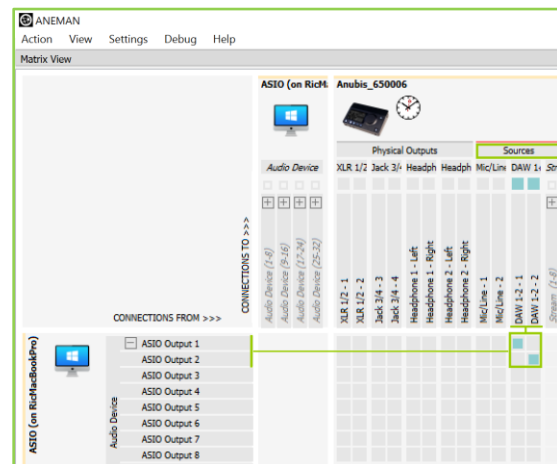 ANEMAN
Action View Settings Debug Help
Matrix View
ASIO (on RicM: Anubis_650006
Physical Outputs Sources
Audio Device XLR 1/2 Jack 3/4 Headph Headph Mic/Line DAW 1- Str
CONNECTIONS TO >>>
Audio Device (1-8)
Audio Device (9-16)
Audio Device (17-24)
Audio Device (25-32)
XLR 1/2 - 1
XLR 1/2 - 2
Jack 3/4 - 3
Jack 3/4 - 4
Headphone 1 - Left
Headphone 1 - Right
Headphone 2 - Left
Headphone 2 - Right
Mic/Line - 1
Mic/Line - 2
DAW 1-2 - 1
DAW 1-2 - 2
Stream (1-8)
CONNECTIONS FROM >>>
ASIO (on RicMacBookPro)
Audio Device
ASIO Output 1
ASIO Output 2
ASIO Output 3
ASIO Output 4
ASIO Output 5
ASIO Output 6
ASIO Output 7
ASIO Output 8